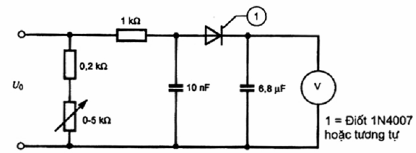 1 kΩ
1
0,2 kΩ
U₀
10 nF
6,8 µF
V
0-5 kΩ
1 = Điốt 1N4007
hoặc tương tự